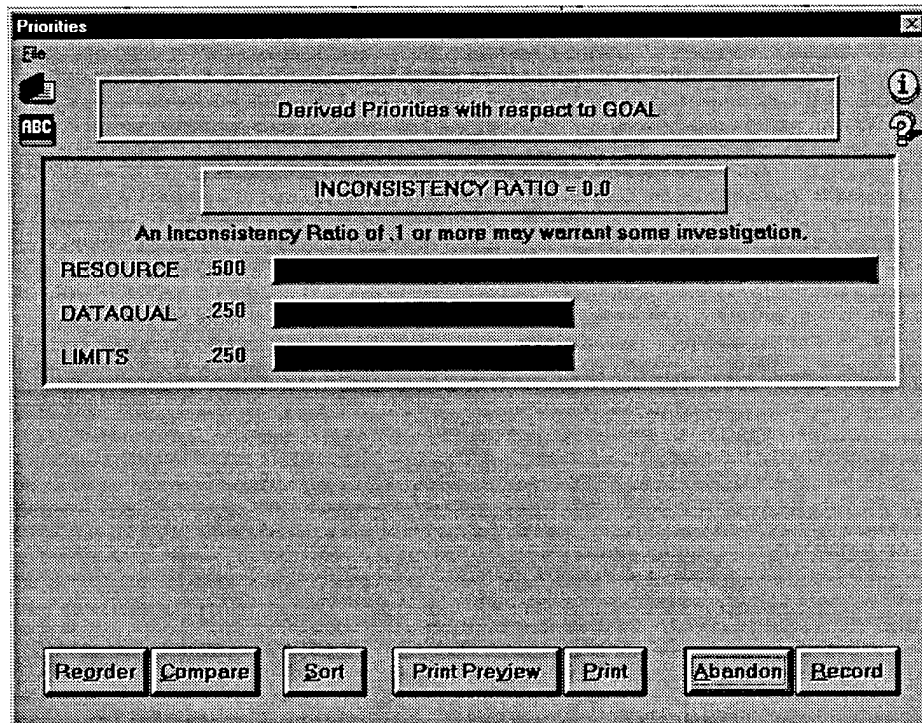 Priorities
File
ABC
Derived Priorities with respect to GOAL
i
?
INCONSISTENCY RATIO = 0.0
An Inconsistency Ratio of .1 or more may warrant some investigation.
RESOURCE .500
DATAQUAL .250
LIMITS .250
Reorder Compare Sort Print Preview Print Abandon Record